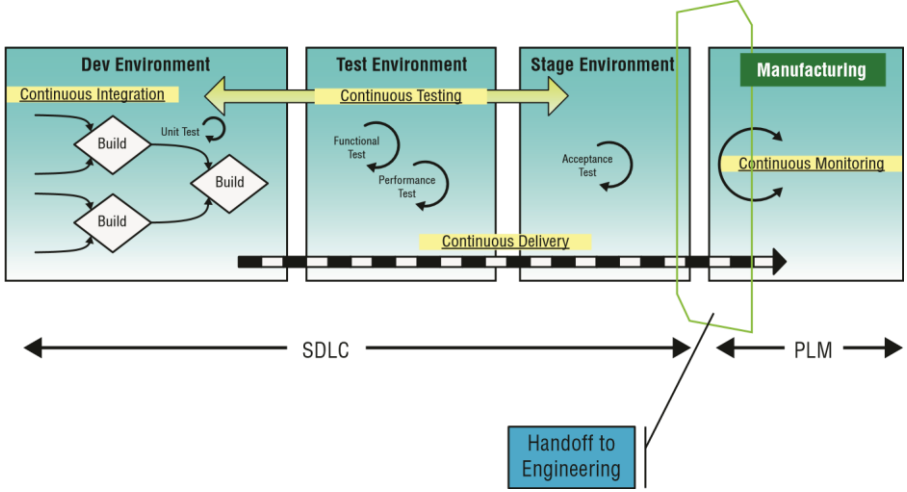 Dev Environment
Test Environment
Stage Environment
Manufacturing
Continuous Integration
Continuous Testing
Unit Test
Build
Build
Build
Functional
Test
Performance
Test
Acceptance
Test
Continuous Monitoring
Continuous Delivery
SDLC
PLM
Handoff to
Engineering